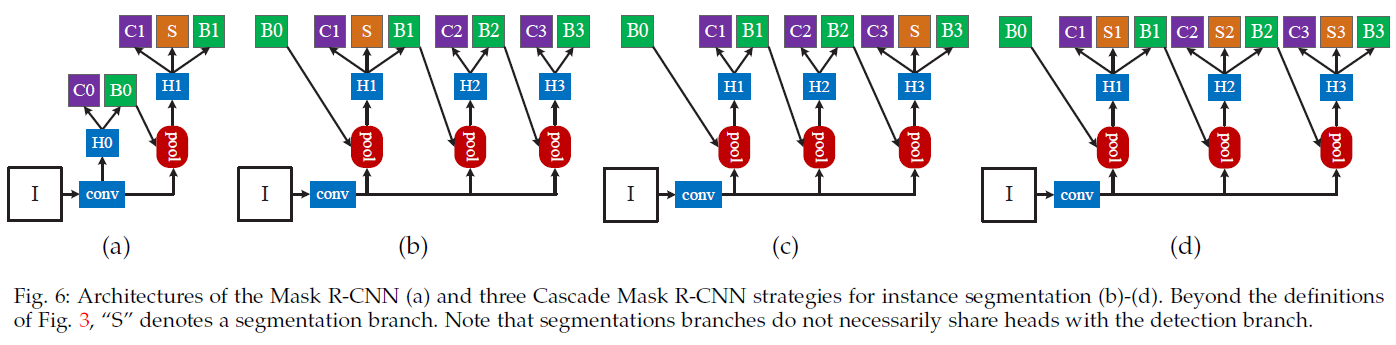 C1 S B1 B0 C1 S B1 C2 B2 C3 B3 B0 C1 B1 C2 B2 C3 S B3 B0 C1 S1 B1 C2 S2 B2 C3 S3 B3
C0 B0 H1 H1 H2 H3 H1 H2 H3 H1 H2 H3
H0 pool pool pool pool pool pool pool pool pool pool
I conv I conv I conv I conv
(a) (b) (c) (d)
Fig. 6: Architectures of the Mask R-CNN (a) and three Cascade Mask R-CNN strategies for instance segmentation (b)-(d). Beyond the definitions
of Fig. 3, “S” denotes a segmentation branch. Note that segmentations branches do not necessarily share heads with the detection branch.